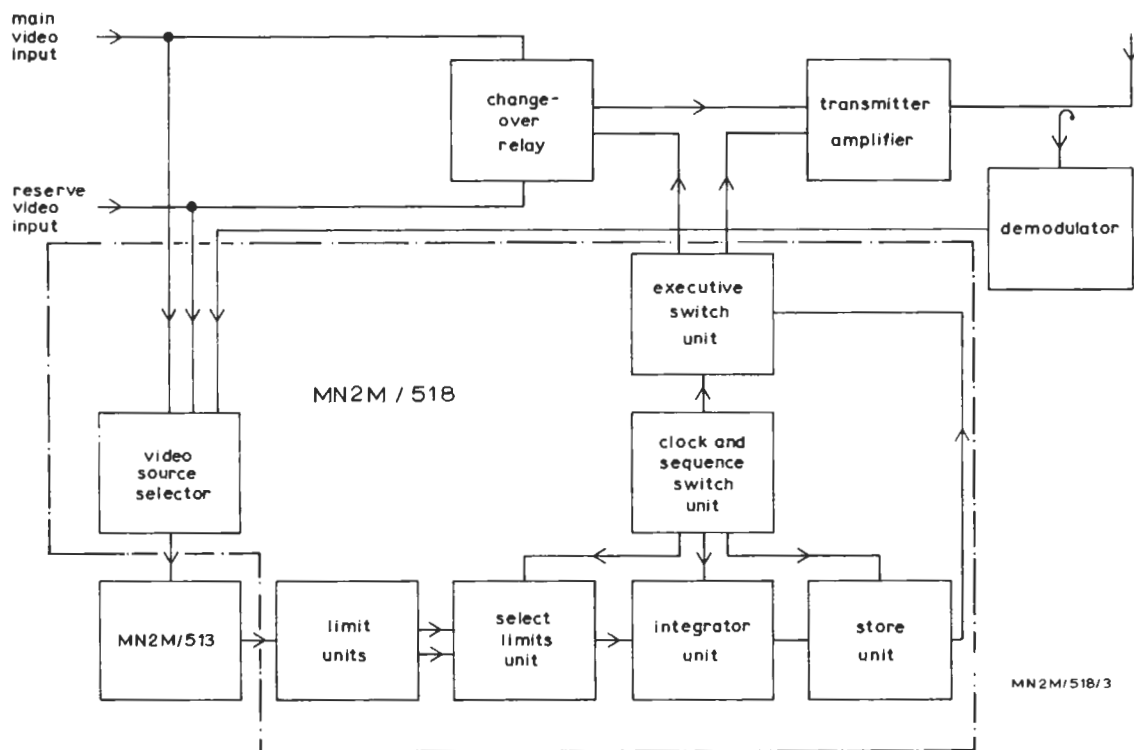 main
video
input
change-
over
relay
transmitter
amplifier
reserve
video
input
demodulator
executive
switch
unit
MN2M / 518
video
source
selector
clock and
sequence
switch
unit
MN2M/513
limit
units
select
limits
unit
integrator
unit
store
unit
MN2M/518/3